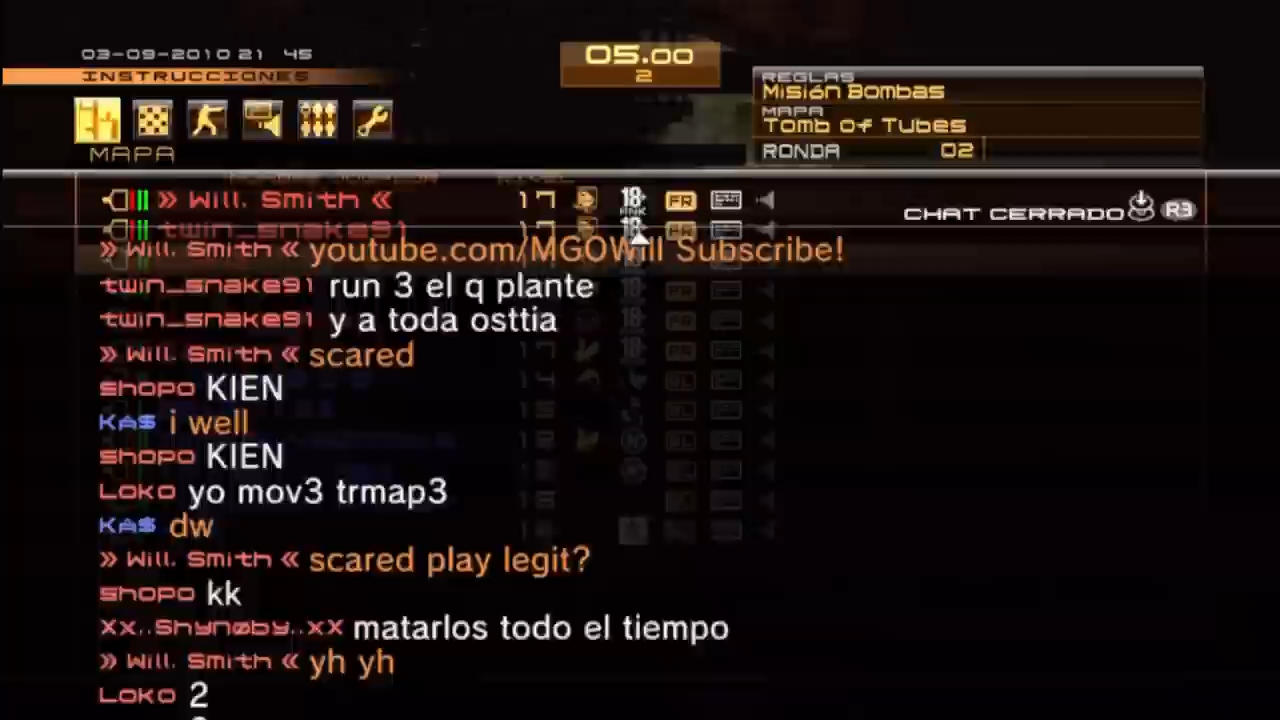 03-09-2010 21 45
05.00
2
INSTRUCCIONES
REGLAS
Misión Bombas
MAPA
Tomb of Tubes
MAPA
RONDA 02
» Will. Smith « 17 18+ FR
CHAT CERRADO R3
twin_snake91 17 18+ FR
» Will. Smith « youtube.com/MGOWill Subscribe!
twin_snake91 run 3 el q plante
twin_snake91 y a toda osttia
» Will. Smith « scared
shopo KIEN
KAS i well
shopo KIEN
Loko yo mov3 trmap3
KAS dw
» Will. Smith « scared play legit?
shopo kk
XX..Shynøby..XX matarlos todo el tiempo
» Will. Smith « yh yh
Loko 2